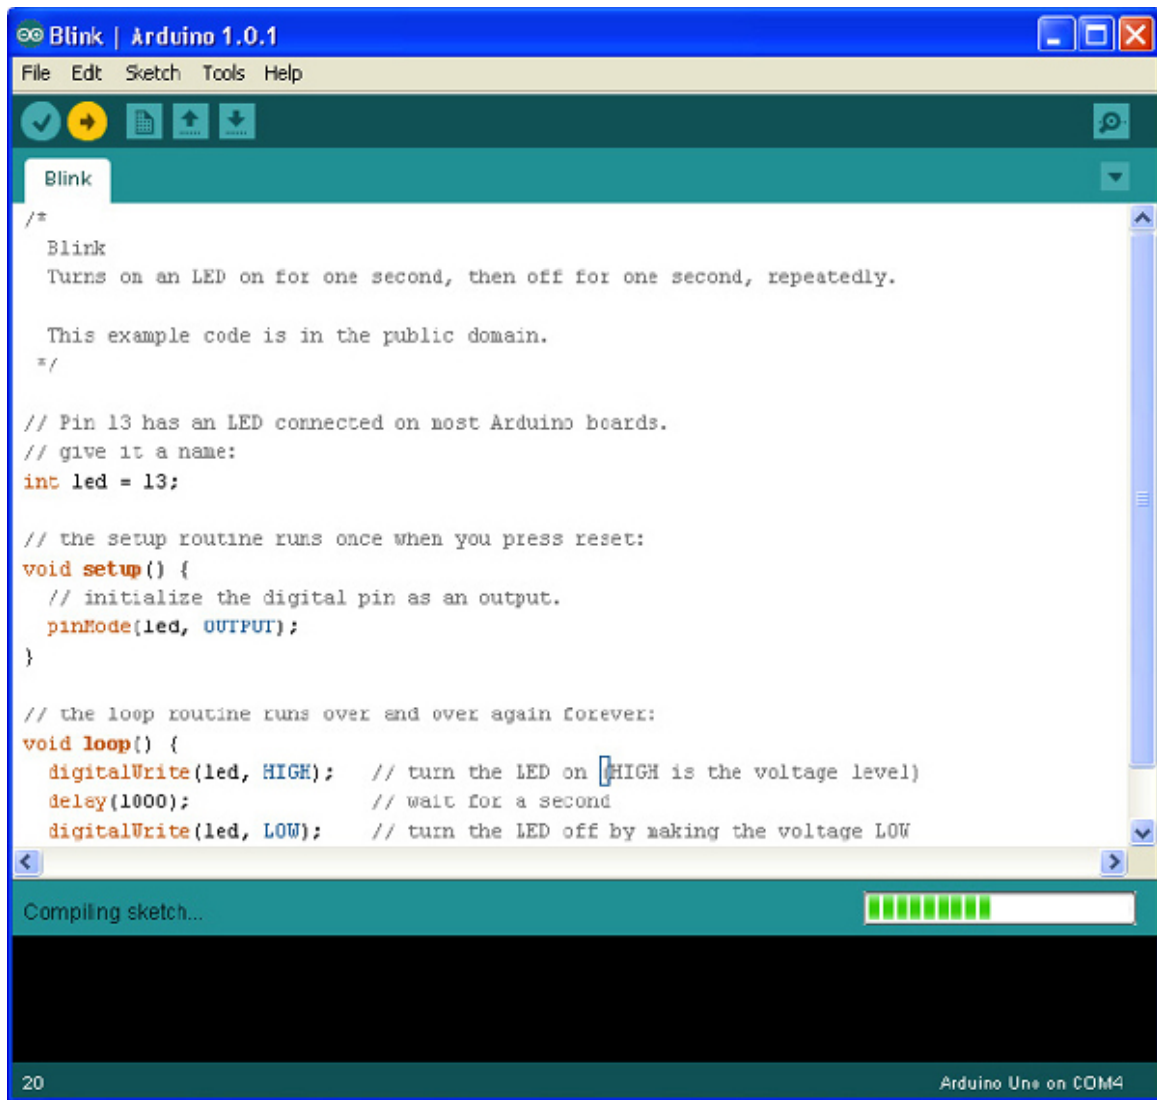 Blink | Arduino 1.0.1
File Edit Sketch Tools Help
Blink
/*
  Blink
  Turns on an LED on for one second, then off for one second, repeatedly.

  This example code is in the public domain.
 */

// Pin 13 has an LED connected on most Arduino boards.
// give it a name:
int led = 13;

// the setup routine runs once when you press reset:
void setup() {
  // initialize the digital pin as an output.
  pinMode(led, OUTPUT);
}

// the loop routine runs over and over again forever:
void loop() {
  digitalWrite(led, HIGH);   // turn the LED on (HIGH is the voltage level)
  delay(1000);               // wait for a second
  digitalWrite(led, LOW);    // turn the LED off by making the voltage LOW
Compiling sketch...
20 Arduino Uno on COM4